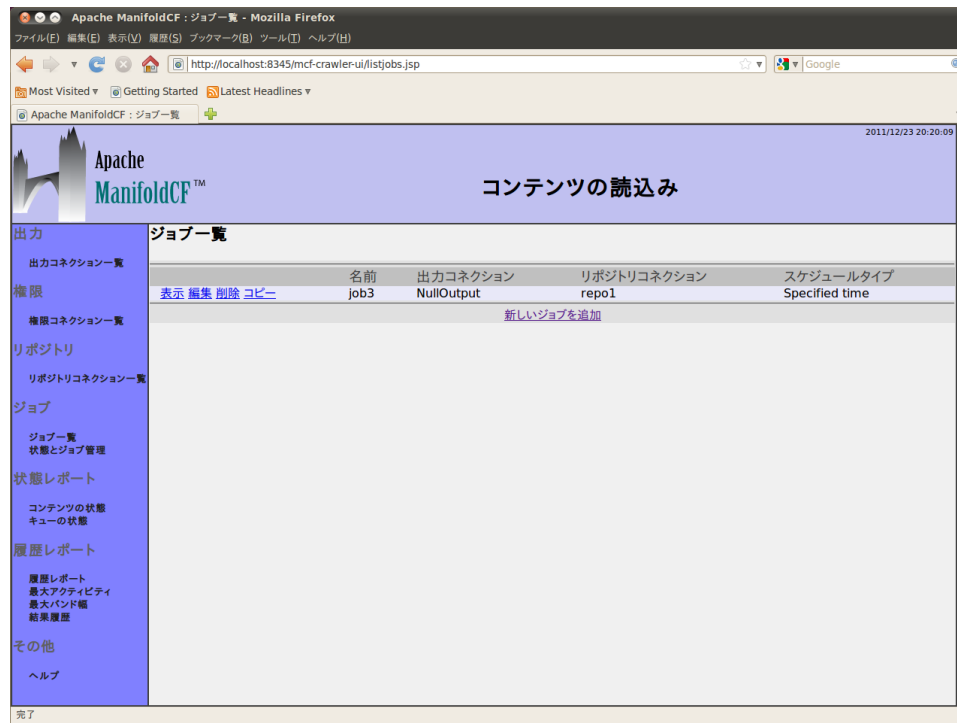 Apache ManifoldCF : ジョブ一覧 - Mozilla Firefox
ファイル(F) 編集(E) 表示(V) 履歴(S) ブックマーク(B) ツール(T) ヘルプ(H)
http://localhost:8345/mcf-crawler-ui/listjobs.jsp
Google
Most Visited Getting Started Latest Headlines
Apache ManifoldCF : ジョブ一覧
2011/12/23 20:20:09
Apache
ManifoldCF™
コンテンツの読込み
出力
出力コネクション一覧
権限
権限コネクション一覧
リポジトリ
リポジトリコネクション一覧
ジョブ
ジョブ一覧
状態とジョブ管理
状態レポート
コンテンツの状態
キューの状態
履歴レポート
履歴レポート
最大アクティビティ
最大バンド幅
結果履歴
その他
ヘルプ
ジョブ一覧
名前 出力コネクション リポジトリコネクション スケジュールタイプ
表示 編集 削除 コピー job3 NullOutput repo1 Specified time
新しいジョブを追加
完了